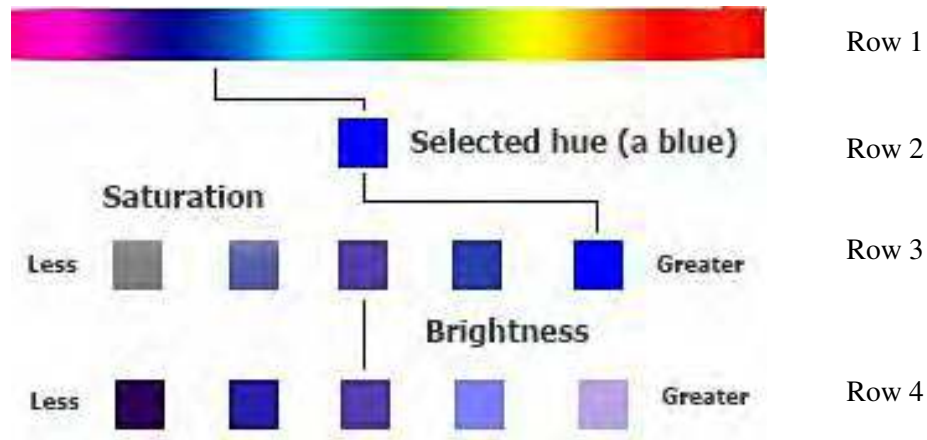 Row 1
Selected hue (a blue)
Row 2
Saturation
Less
Greater
Row 3
Brightness
Less
Greater
Row 4